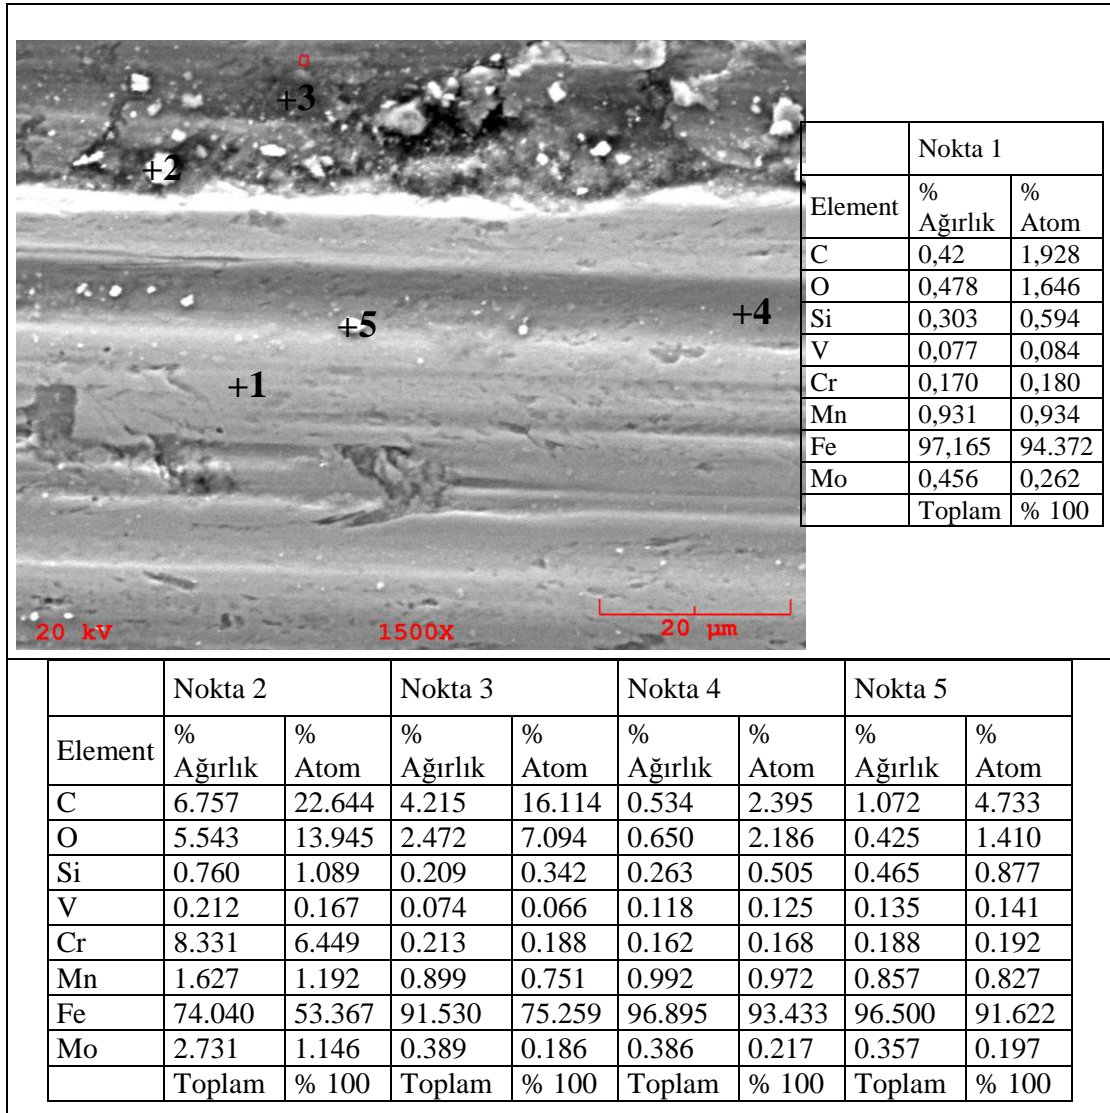 +3
+2
+4
+5
+1
20 kV 1500X 20 µm
Nokta 1
Element % Ağırlık % Atom
C 0,42 1,928
O 0,478 1,646
Si 0,303 0,594
V 0,077 0,084
Cr 0,170 0,180
Mn 0,931 0,934
Fe 97,165 94.372
Mo 0,456 0,262
Toplam % 100
Nokta 2 Nokta 3 Nokta 4 Nokta 5
Element % Ağırlık % Atom % Ağırlık % Atom % Ağırlık % Atom % Ağırlık % Atom
C 6.757 22.644 4.215 16.114 0.534 2.395 1.072 4.733
O 5.543 13.945 2.472 7.094 0.650 2.186 0.425 1.410
Si 0.760 1.089 0.209 0.342 0.263 0.505 0.465 0.877
V 0.212 0.167 0.074 0.066 0.118 0.125 0.135 0.141
Cr 8.331 6.449 0.213 0.188 0.162 0.168 0.188 0.192
Mn 1.627 1.192 0.899 0.751 0.992 0.972 0.857 0.827
Fe 74.040 53.367 91.530 75.259 96.895 93.433 96.500 91.622
Mo 2.731 1.146 0.389 0.186 0.386 0.217 0.357 0.197
Toplam % 100 Toplam % 100 Toplam % 100 Toplam % 100